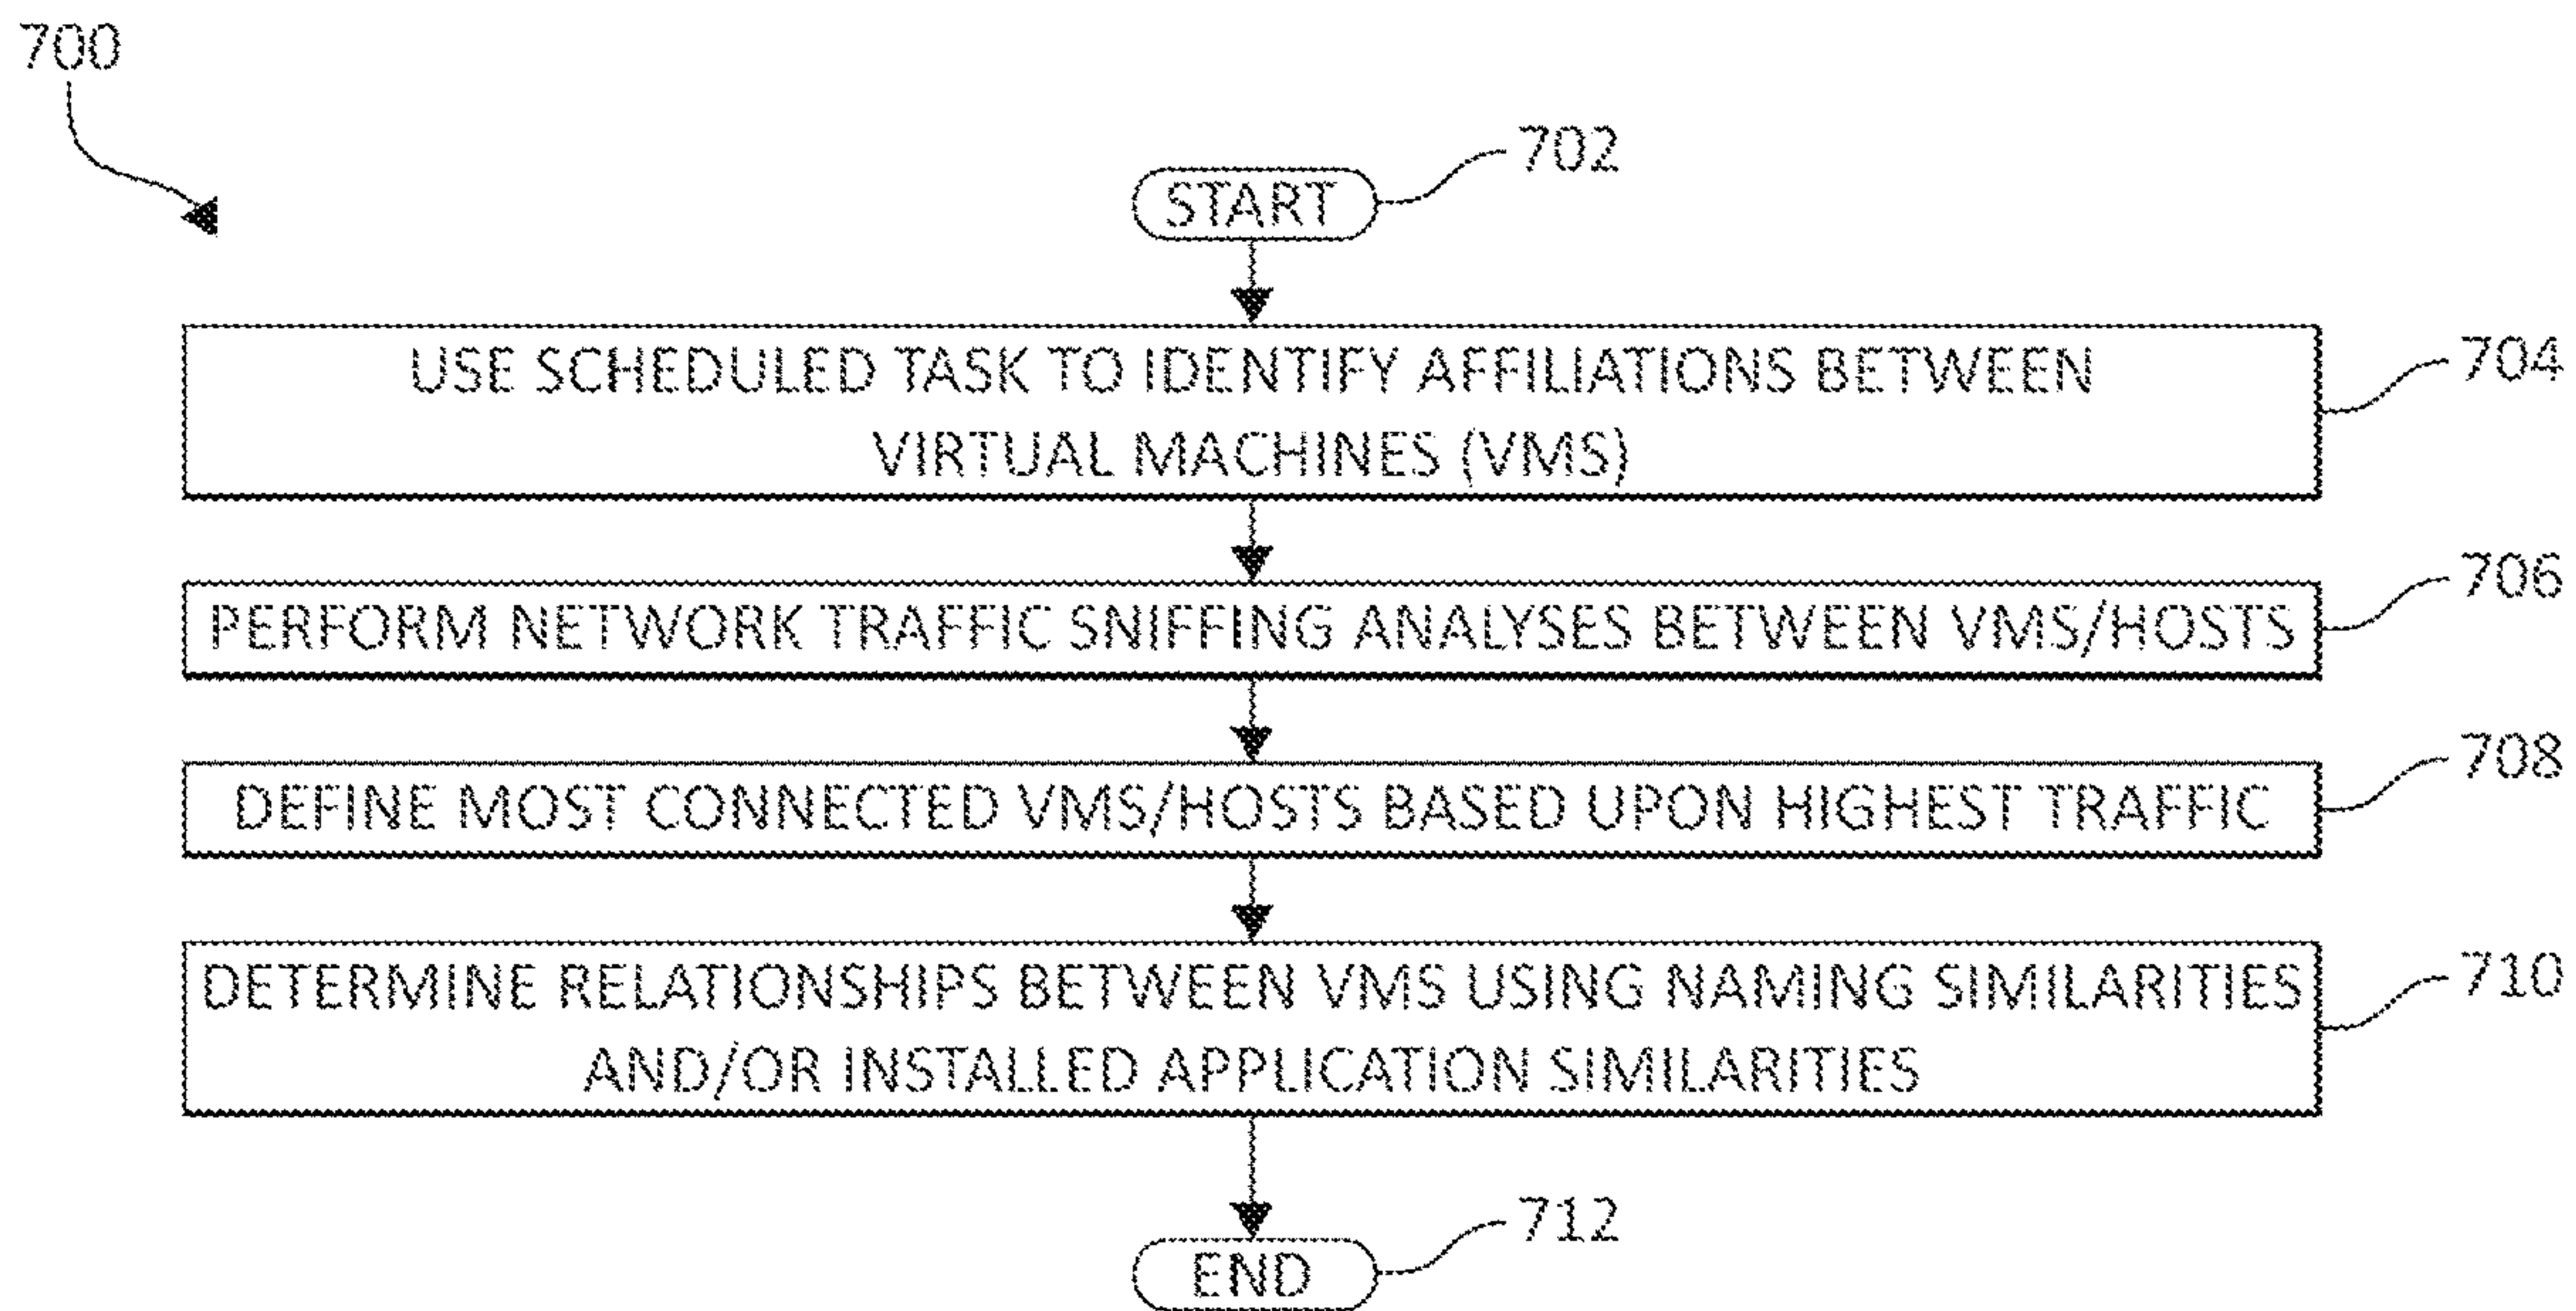 700
702
START
USE SCHEDULED TASK TO IDENTIFY AFFILIATIONS BETWEEN
VIRTUAL MACHINES (VMS)
704
PERFORM NETWORK TRAFFIC SNIFFING ANALYSES BETWEEN VMS/HOSTS
706
DEFINE MOST CONNECTED VMS/HOSTS BASED UPON HIGHEST TRAFFIC
708
DETERMINE RELATIONSHIPS BETWEEN VMS USING NAMING SIMILARITIES
AND/OR INSTALLED APPLICATION SIMILARITIES
710
712
END